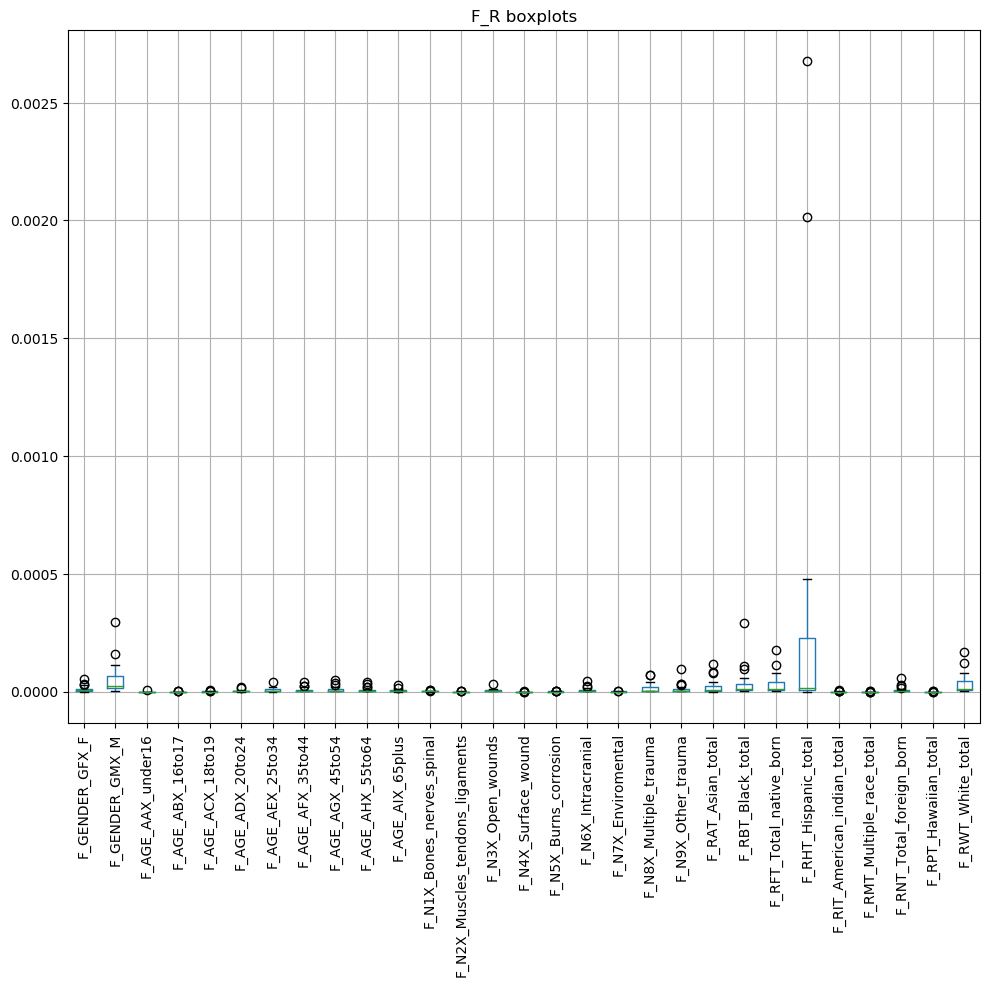 F_R boxplots
0.0025
0.0020
0.0015
0.0010
0.0005
0.0000
F_GENDER_GFX_F
F_GENDER_GMX_M
F_AGE_AAX_under16
F_AGE_ABX_16to17
F_AGE_ACX_18to19
F_AGE_ADX_20to24
F_AGE_AEX_25to34
F_AGE_AFX_35to44
F_AGE_AGX_45to54
F_AGE_AHX_55to64
F_AGE_AIX_65plus
F_N1X_Bones_nerves_spinal
F_N2X_Muscles_tendons_ligaments
F_N3X_Open_wounds
F_N4X_Surface_wound
F_N5X_Burns_corrosion
F_N6X_Intracranial
F_N7X_Enviromental
F_N8X_Multiple_trauma
F_N9X_Other_trauma
F_RAT_Asian_total
F_RBT_Black_total
F_RFT_Total_native_born
F_RHT_Hispanic_total
F_RIT_American_indian_total
F_RMT_Multiple_race_total
F_RNT_Total_foreign_born
F_RPT_Hawaiian_total
F_RWT_White_total